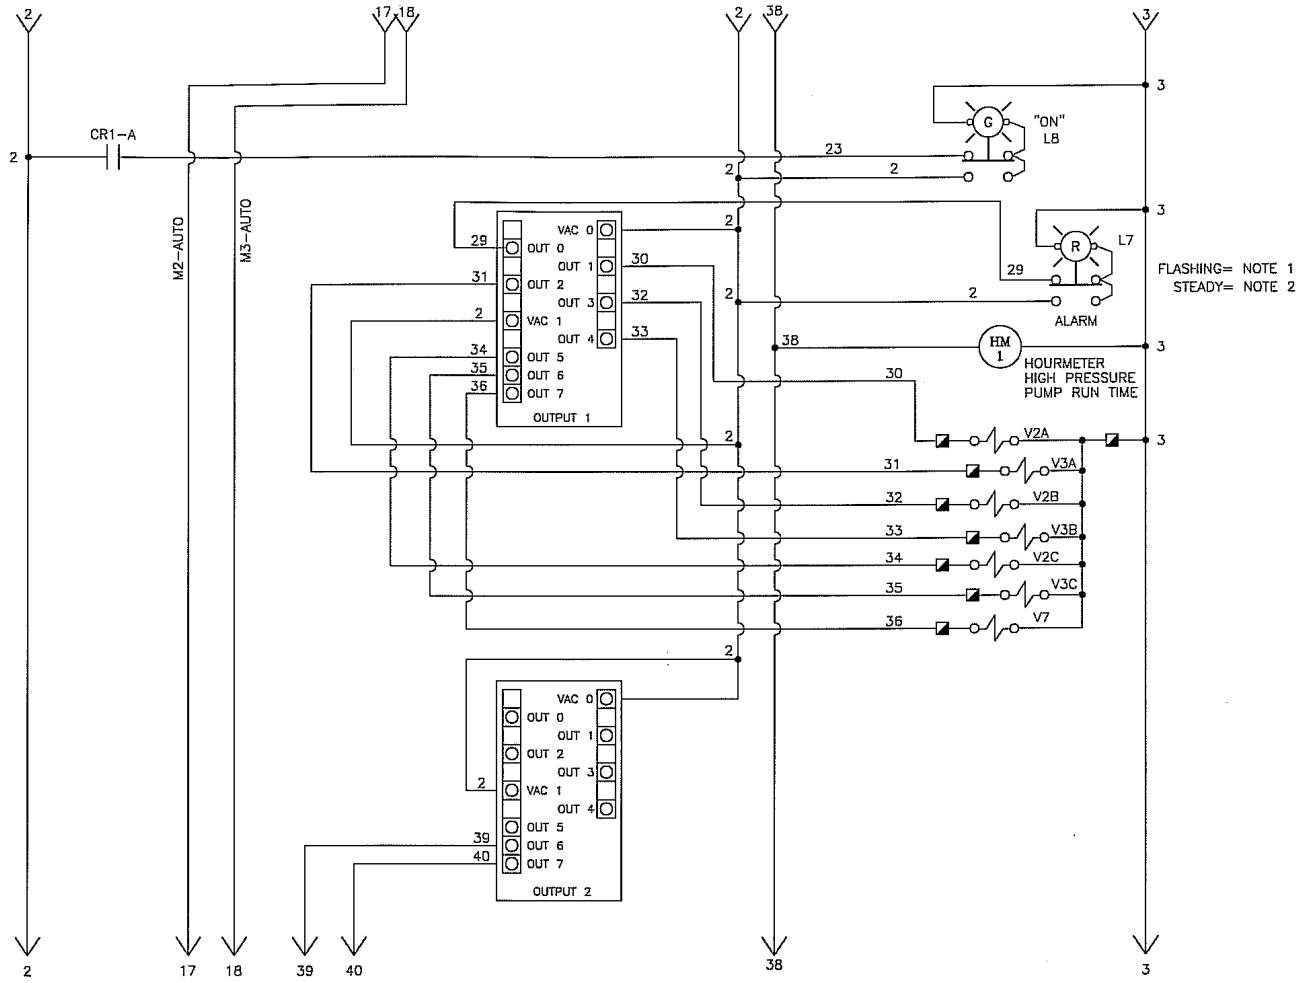 2
17 18
2
38
3
3
CR1-A
"ON"
L8
G
2
23
2
2
3
M2-AUTO
M3-AUTO
VAC 0
2
29
OUT 0
L7
R
OUT 1
30
31
OUT 2
29
FLASHING= NOTE 1
STEADY= NOTE 2
OUT 3
32
2
2
2
VAC 1
ALARM
OUT 4
33
38
HM
1
3
34
OUT 5
35
OUT 6
HOURMETER
HIGH PRESSURE
PUMP RUN TIME
30
36
OUT 7
OUTPUT 1
2
V2A
3
31
V3A
32
V2B
33
V3B
34
V2C
35
V3C
36
V7
2
VAC 0
OUT 0
OUT 1
OUT 2
OUT 3
2
VAC 1
OUT 4
OUT 5
39
OUT 6
40
OUT 7
OUTPUT 2
2
17
18
39
40
38
3